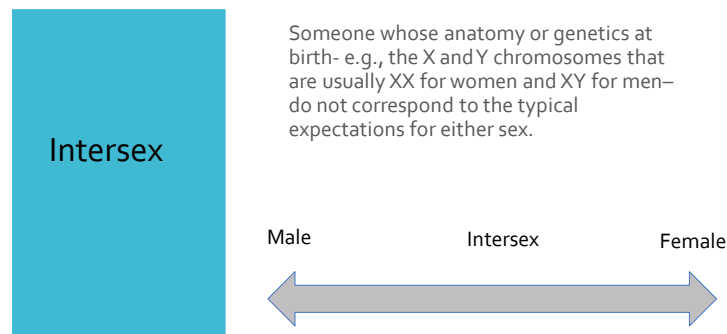 Intersex
Someone whose anatomy or genetics at
birth- e.g., the X and Y chromosomes that
are usually XX for women and XY for men–
do not correspond to the typical
expectations for either sex.
Male Intersex Female